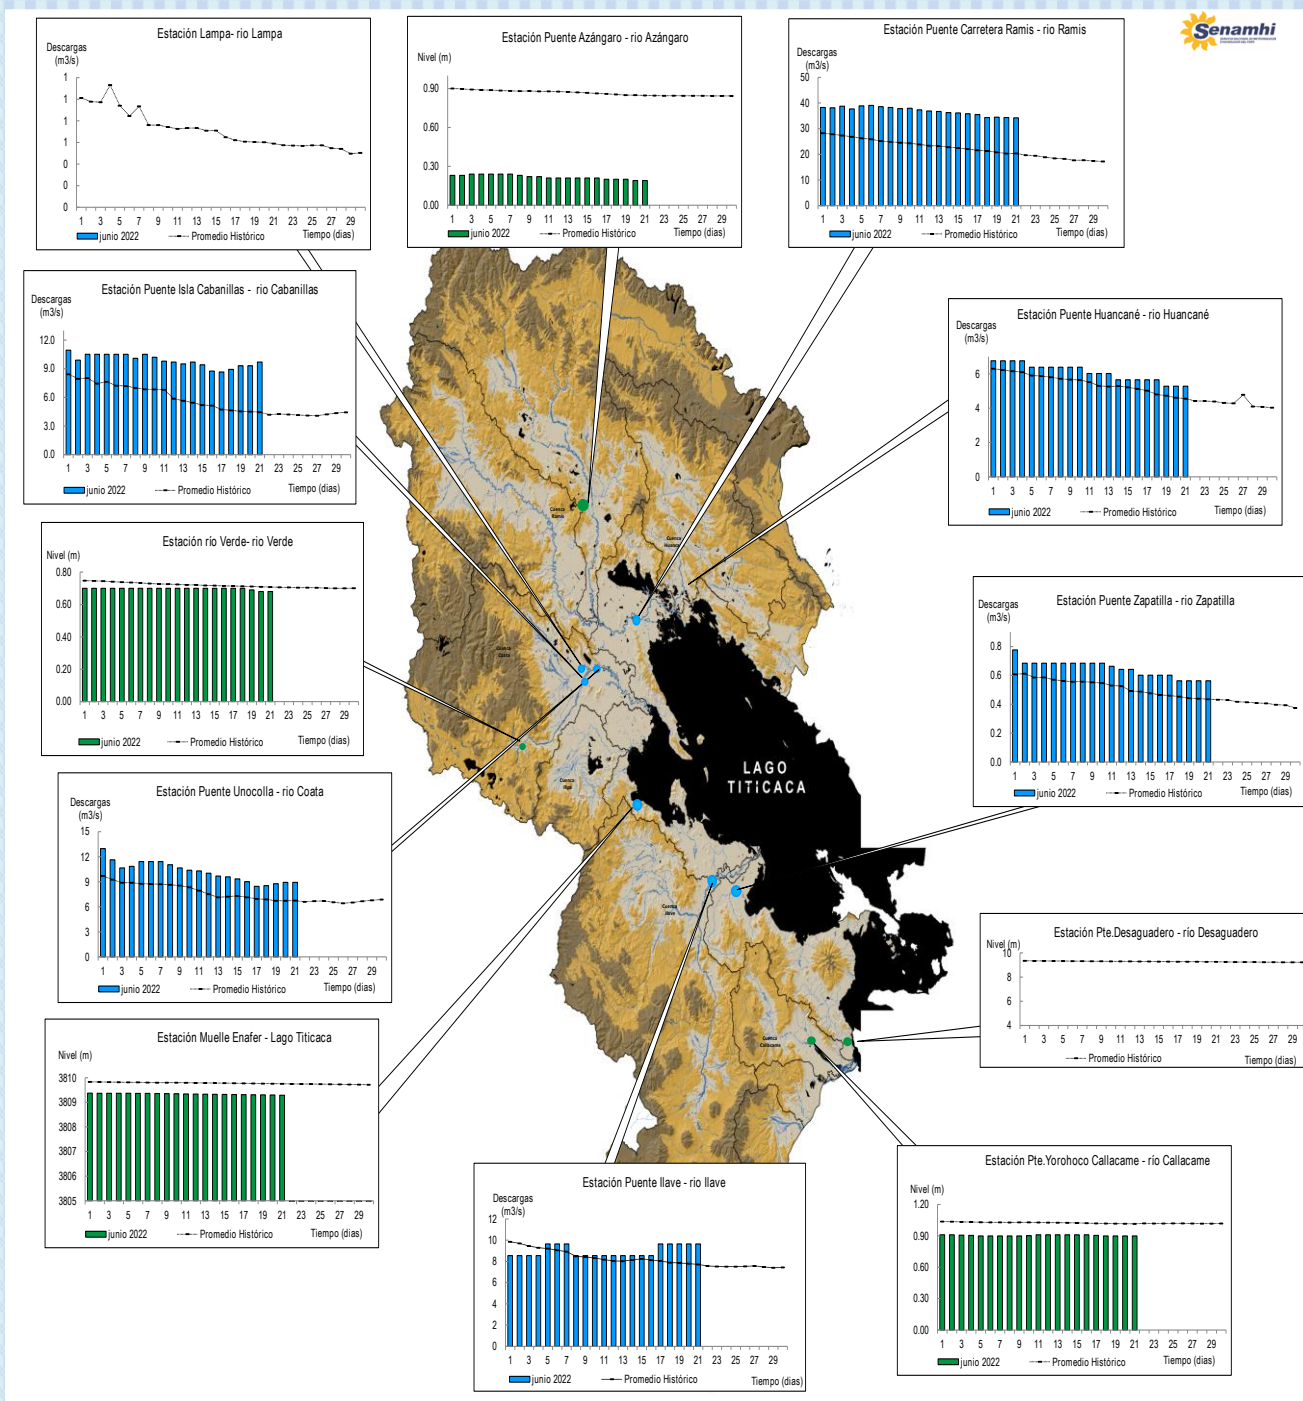 Senamhi
Estación Lampa- rio Lampa
Descargas
(m3/s)
1
1
1
1
0
0
0
1 3 5 7 9 11 13 15 17 19 21 23 25 27 29
junio 2022 Promedio Histórico Tiempo (dias)
Estación Puente Azángaro - rio Azángaro
Nivel (m)
0.90
0.60
0.30
0.00
1 3 5 7 9 11 13 15 17 19 21 23 25 27 29
junio 2022 Promedio Histórico Tiempo (dias)
Estación Puente Carretera Ramis - rio Ramis
Descargas
(m3/s)
50
40
30
20
10
0
1 3 5 7 9 11 13 15 17 19 21 23 25 27 29
junio 2022 Promedio Histórico Tiempo (dias)
Estación Puente Isla Cabanillas - rio Cabanillas
Descargas
(m3/s)
12.0
9.0
6.0
3.0
0.0
1 3 5 7 9 11 13 15 17 19 21 23 25 27 29
junio 2022 Promedio Histórico Tiempo (dias)
Estación Puente Huancané - rio Huancané
Descargas
(m3/s)
6
4
2
0
1 3 5 7 9 11 13 15 17 19 21 23 25 27 29
junio 2022 Promedio Histórico Tiempo (dias)
Estación río Verde- rio Verde
Nivel (m)
0.80
0.60
0.40
0.20
0.00
1 3 5 7 9 11 13 15 17 19 21 23 25 27 29
junio 2022 Promedio Histórico Tiempo (dias)
Estación Puente Zapatilla - rio Zapatilla
Descargas
(m3/s)
0.8
0.6
0.4
0.2
0.0
1 3 5 7 9 11 13 15 17 19 21 23 25 27 29
junio 2022 Promedio Histórico Tiempo (dias)
Estación Puente Unocolla - rio Coata
Descargas
(m3/s)
15
12
9
6
3
0
1 3 5 7 9 11 13 15 17 19 21 23 25 27 29
junio 2022 Promedio Histórico Tiempo (dias)
Estación Pte.Desaguadero - río Desaguadero
Nivel (m)
10
8
6
4
1 3 5 7 9 11 13 15 17 19 21 23 25 27 29
Promedio Histórico Tiempo (dias)
Estación Muelle Enafer - Lago Titicaca
Nivel (m)
3810
3809
3808
3807
3806
3805
1 3 5 7 9 11 13 15 17 19 21 23 25 27 29
junio 2022 Promedio Histórico Tiempo (dias)
Estación Puente Ilave - rio Ilave
Descargas
(m3/s)
12
10
8
6
4
2
0
1 3 5 7 9 11 13 15 17 19 21 23 25 27 29
junio 2022 Promedio Histórico Tiempo (dias)
Estación Pte.Yorohoco Callacame - río Callacame
Nivel (m)
1.20
0.90
0.60
0.30
0.00
1 3 5 7 9 11 13 15 17 19 21 23 25 27 29
junio 2022 Promedio Histórico Tiempo (dias)
Cuenca
Ramis
Cuenca
Cuenca
Coata
Cuenca
LAGO
TITICACA
Cuenca
Ilave
Cuenca
Callacame